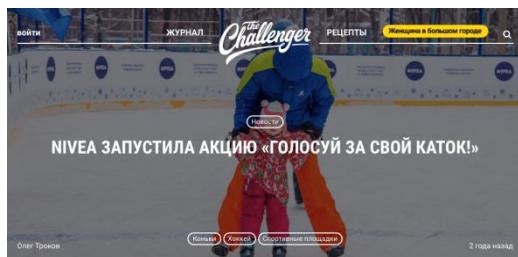 войти
ЖУРНАЛ
the Challenger
РЕЦЕПТЫ
Женщина в большом городе
Новости
NIVEA ЗАПУСТИЛА АКЦИЮ «ГОЛОСУЙ ЗА СВОЙ КАТОК!»
Коньки Хоккей Спортивные площадки
Олег Троков
2 года назад
NIVEA